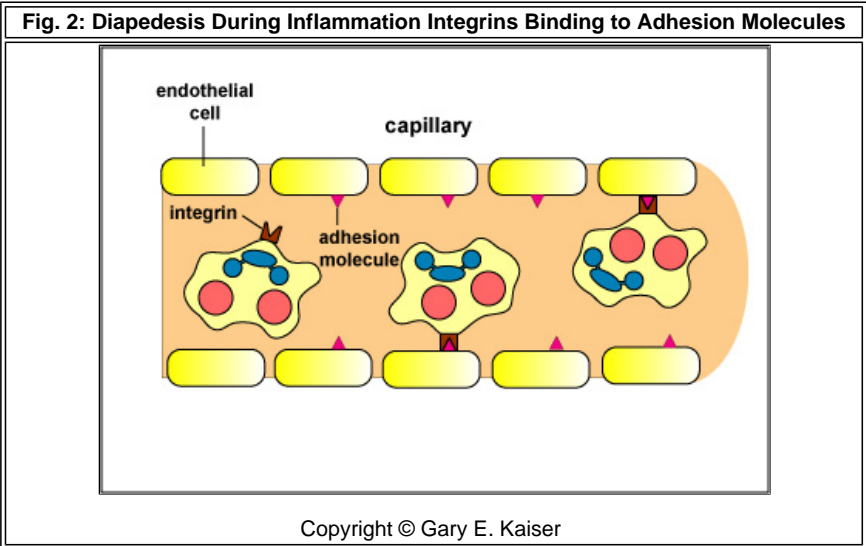 Fig. 2: Diapedesis During Inflammation Integrins Binding to Adhesion Molecules
endothelial
cell
capillary
integrin
adhesion
molecule
Copyright © Gary E. Kaiser